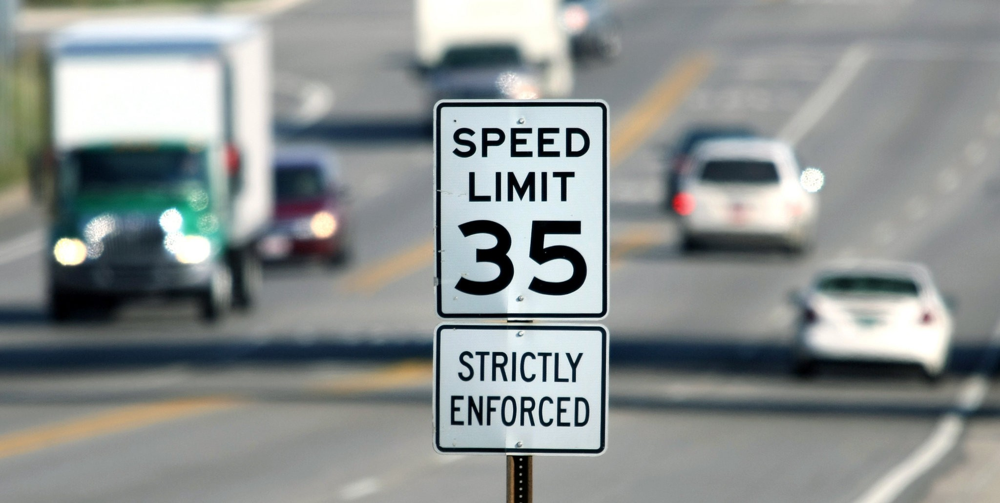 SPEED
LIMIT
35
STRICTLY
ENFORCED